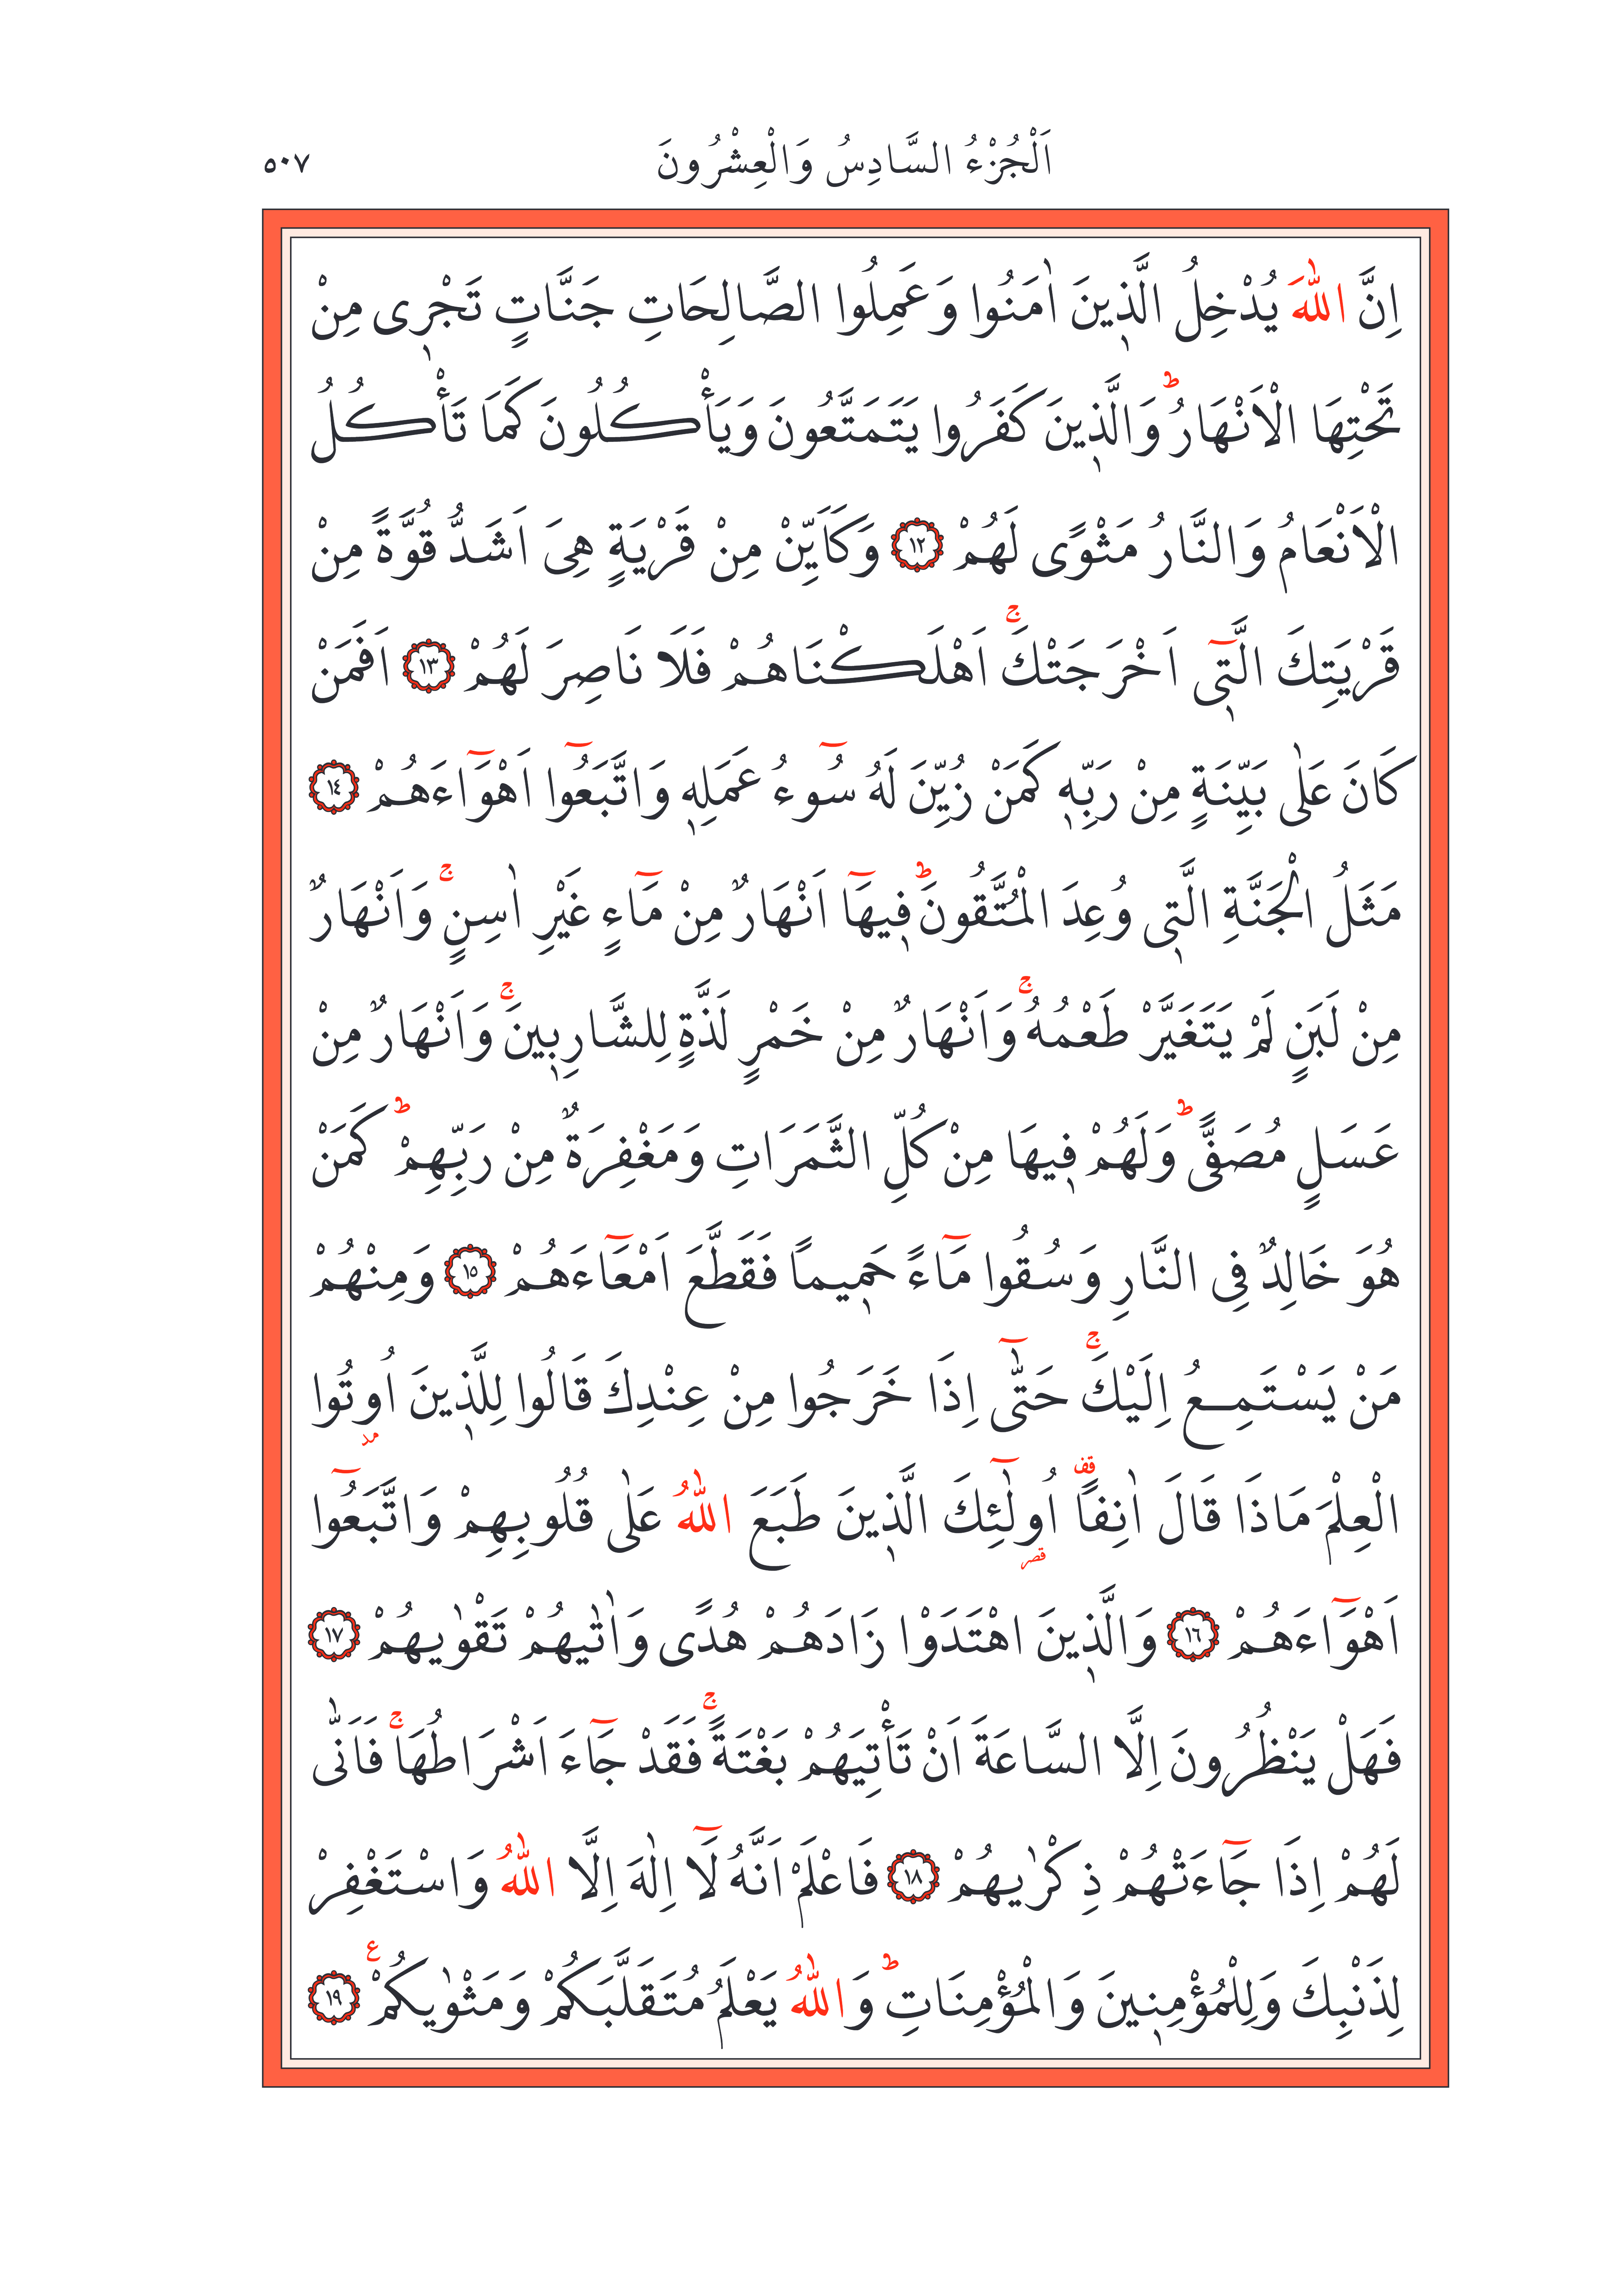 اَلْجُزْءُ السَّادِسُ وَالْعِشْرُونَ ٥٠٧
اِنَّ اللّٰهَ يُدْخِلُ الَّذ۪ينَ اٰمَنُوا وَعَمِلُوا الصَّالِحَاتِ جَنَّاتٍ تَجْر۪ى مِنْ
تَحْتِهَا الْاَنْهَارُۜ وَالَّذ۪ينَ كَفَرُوا يَتَمَتَّعُونَ وَيَأْكُلُونَ كَمَا تَأْكُلُ
الْاَنْعَامُ وَالنَّارُ مَثْوًى لَهُمْ ﴿١٢﴾ وَكَاَيِّنْ مِنْ قَرْيَةٍ هِىَ اَشَدُّ قُوَّةً مِنْ
قَرْيَتِكَ الَّت۪ٓى اَخْرَجَتْكَۚ اَهْلَكْنَاهُمْ فَلَا نَاصِرَ لَهُمْ ﴿١٣﴾ اَفَمَنْ
كَانَ عَلٰى بَيِّنَةٍ مِنْ رَبِّه۪ كَمَنْ زُيِّنَ لَهُ سُٓوءُ عَمَلِه۪ وَاتَّبَعُٓوا اَهْوَٓاءَهُمْ ﴿١٤﴾
مَثَلُ الْجَنَّةِ الَّت۪ى وُعِدَ الْمُتَّقُونَۜ ف۪يهَٓا اَنْهَارٌ مِنْ مَٓاءٍ غَيْرِ اٰسِنٍۚ وَاَنْهَارٌ
مِنْ لَبَنٍ لَمْ يَتَغَيَّرْ طَعْمُهُۚ وَاَنْهَارٌ مِنْ خَمْرٍ لَذَّةٍ لِلشَّارِب۪ينَۚ وَاَنْهَارٌ مِنْ
عَسَلٍ مُصَفًّىۜ وَلَهُمْ ف۪يهَا مِنْ كُلِّ الثَّمَرَاتِ وَمَغْفِرَةٌ مِنْ رَبِّهِمْۜ كَمَنْ
هُوَ خَالِدٌ فِى النَّارِ وَسُقُوا مَٓاءً حَم۪يماً فَقَطَّعَ اَمْعَٓاءَهُمْ ﴿١٥﴾ وَمِنْهُمْ
مَنْ يَسْتَمِعُ اِلَيْكَۚ حَتّٰٓى اِذَا خَرَجُوا مِنْ عِنْدِكَ قَالُوا لِلَّذ۪ينَ اُو۫تُوا
الْعِلْمَ مَاذَا قَالَ اٰنِفاً۠ اُو۬لٰٓئِكَ الَّذ۪ينَ طَبَعَ اللّٰهُ عَلٰى قُلُوبِهِمْ وَاتَّبَعُٓوا
اَهْوَٓاءَهُمْ ﴿١٦﴾ وَالَّذ۪ينَ اهْتَدَوْا زَادَهُمْ هُدًى وَاٰتٰيهُمْ تَقْوٰيهُمْ ﴿١٧﴾
فَهَلْ يَنْظُرُونَ اِلَّا السَّاعَةَ اَنْ تَأْتِيَهُمْ بَغْتَةًۚ فَقَدْ جَٓاءَ اَشْرَاطُهَاۚ فَاَنّٰى
لَهُمْ اِذَا جَٓاءَتْهُمْ ذِكْرٰيهُمْ ﴿١٨﴾ فَاعْلَمْ اَنَّهُ لَٓا اِلٰهَ اِلَّا اللّٰهُ وَاسْتَغْفِرْ
لِذَنْبِكَ وَلِلْمُؤْمِن۪ينَ وَالْمُؤْمِنَاتِۜ وَاللّٰهُ يَعْلَمُ مُتَقَلَّبَكُمْ وَمَثْوٰيكُمْ۟ ﴿١٩﴾